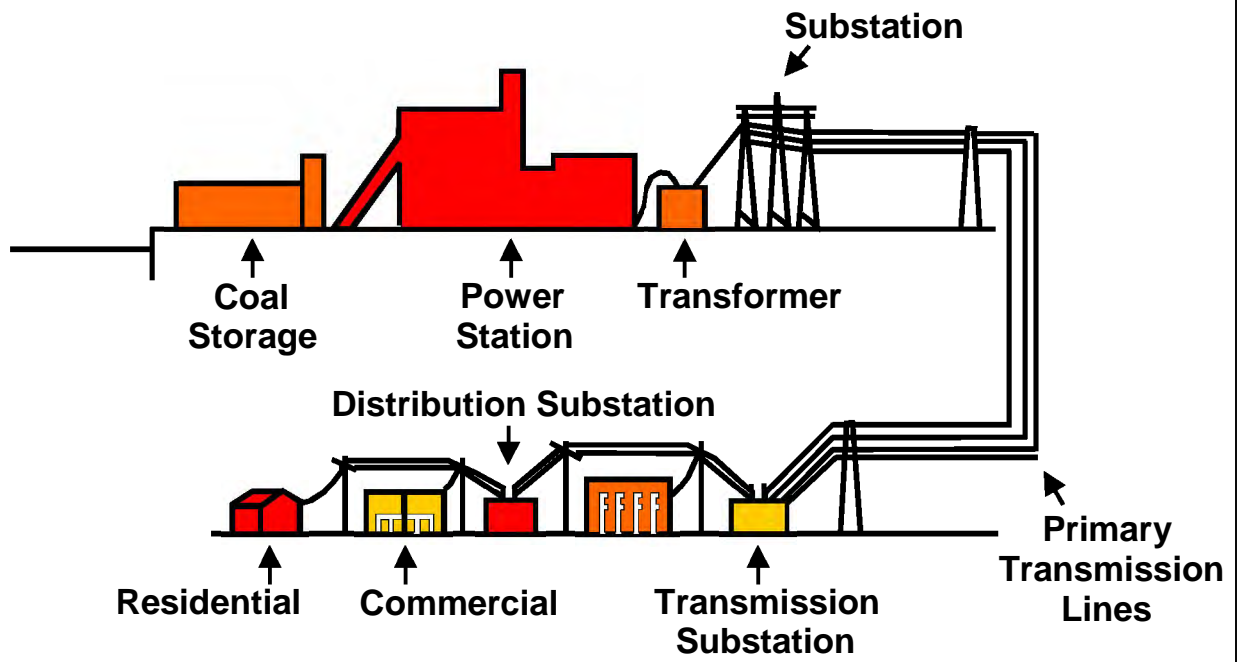 Substation
Coal
Storage
Power
Station
Transformer
Distribution Substation
Residential
Commercial
Transmission
Substation
Primary
Transmission
Lines